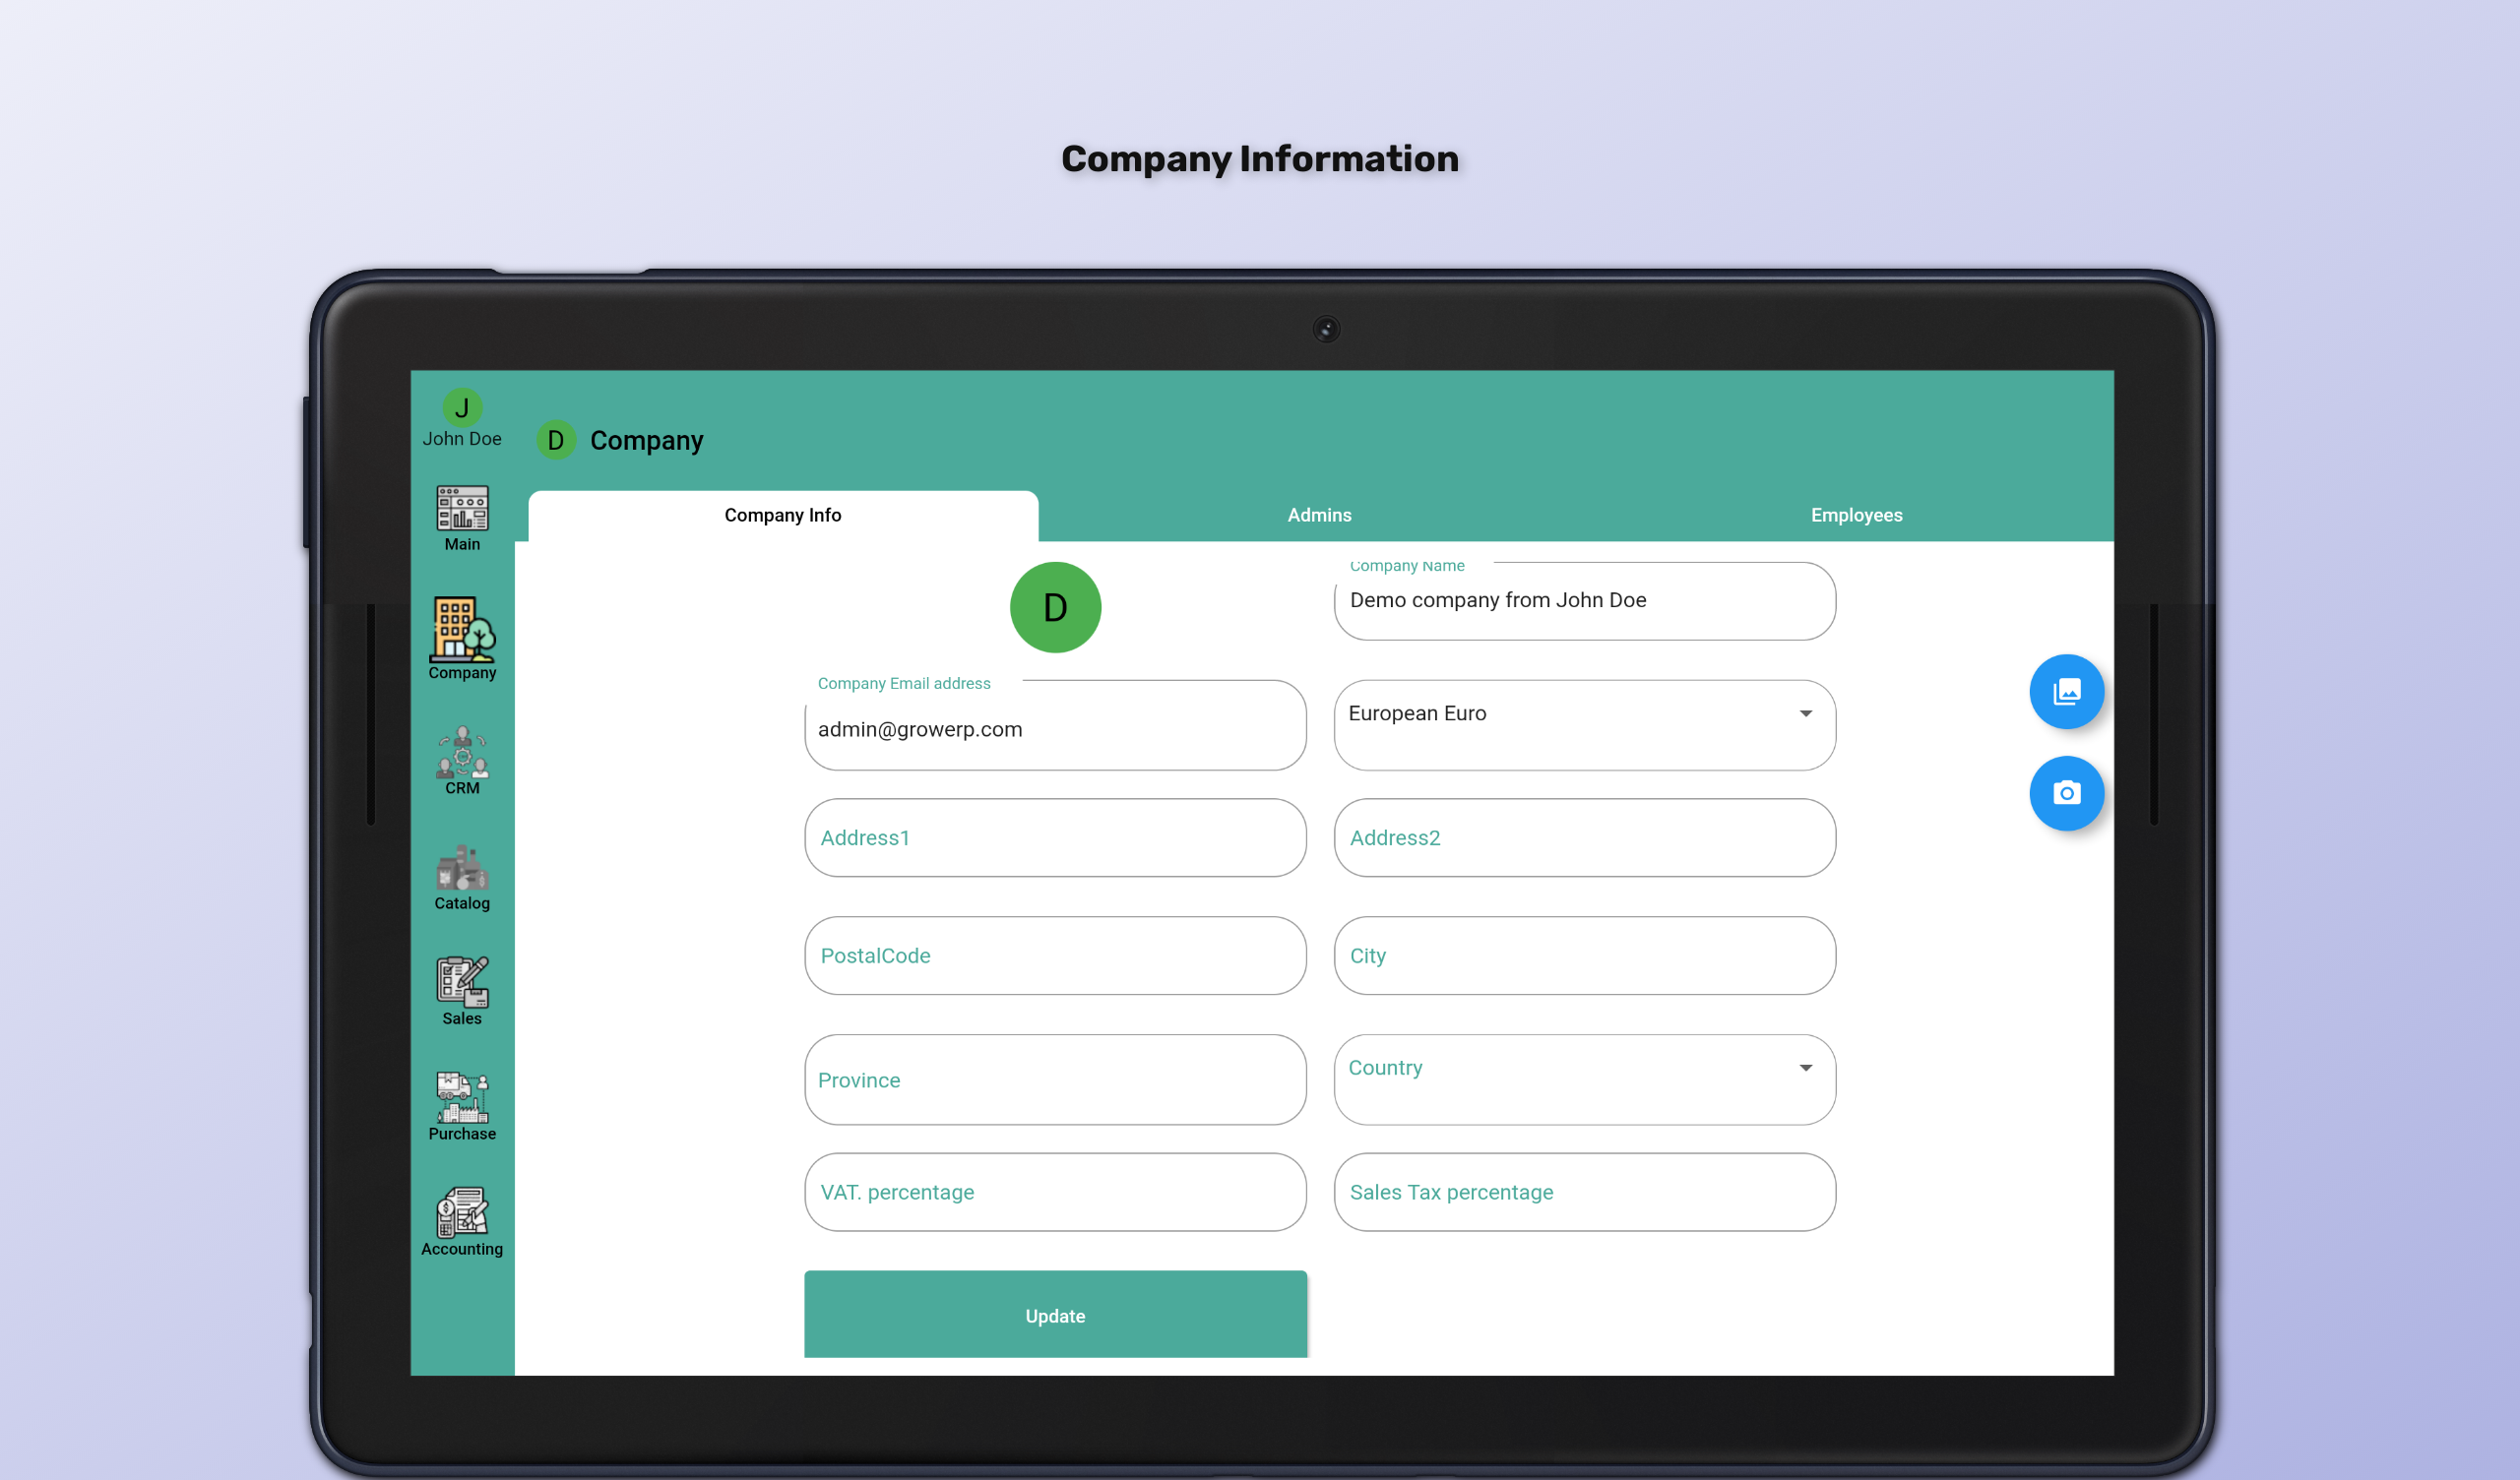 Company Information
J
John Doe
D Company
Main
Company
CRM
Catalog
Sales
Purchase
Accounting
Company Info Admins Employees
D
Company Name
Demo company from John Doe
Company Email address
admin@growerp.com
European Euro
Address1 Address2
PostalCode City
Province Country
VAT. percentage Sales Tax percentage
Update